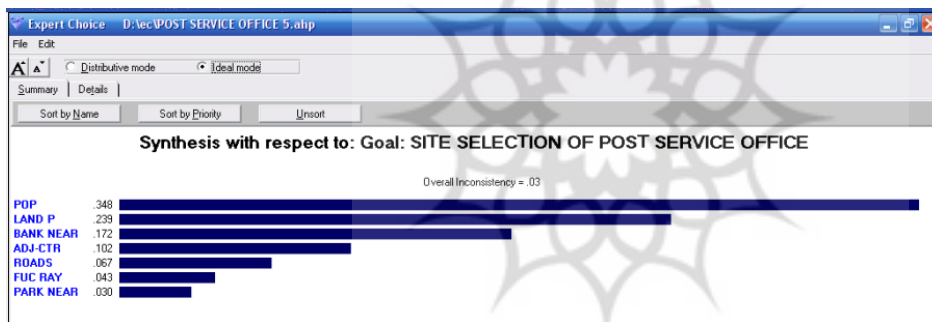 Expert Choice D:\ec\POST SERVICE OFFICE 5.ahp
File Edit
A A Distributive mode Ideal mode
Summary Details
Sort by Name Sort by Priority Unsort
Synthesis with respect to: Goal: SITE SELECTION OF POST SERVICE OFFICE
Overall Inconsistency = .03
POP .348
LAND P .239
BANK NEAR .172
ADJ-CTR .102
ROADS .067
FUC RAY .043
PARK NEAR .030